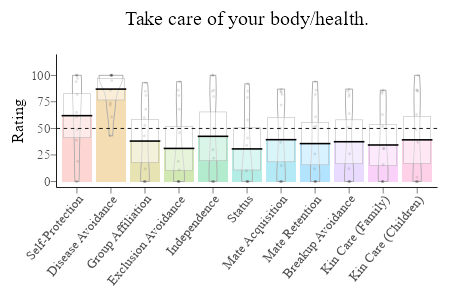 Take care of your body/health.
Rating
100
75
50
25
0
Self-Protection
Disease Avoidance
Group Affiliation
Exclusion Avoidance
Independence
Status
Mate Acquisition
Mate Retention
Breakup Avoidance
Kin Care (Family)
Kin Care (Children)